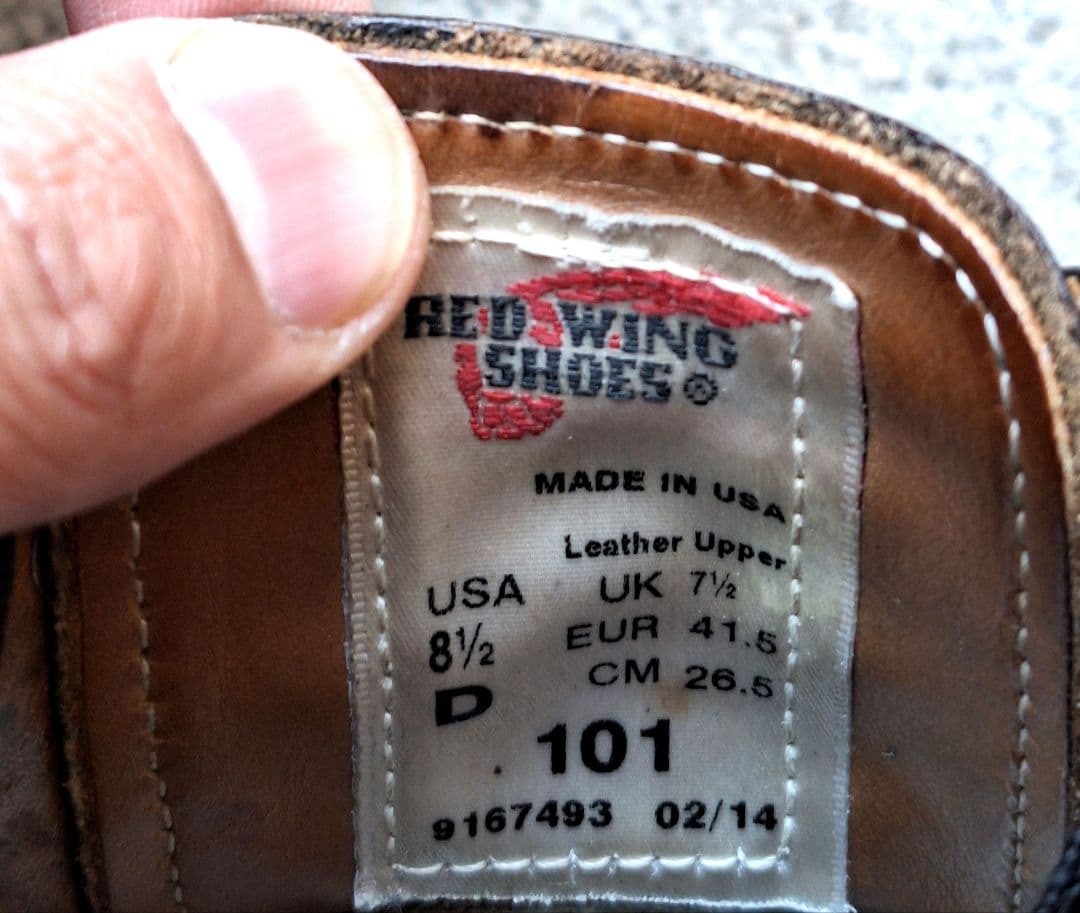 RED WING
SHOES ®
MADE IN USA
Leather Upper
USA UK 7½
8½ EUR 41.5
D CM 26.5
101
9167493 02/14